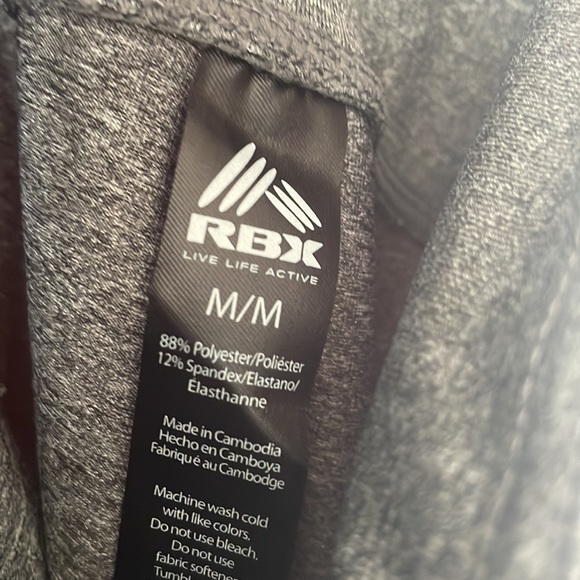 RBX
LIVE LIFE ACTIVE
M/M
88% Polyester/Poliéster
12% Spandex/Elastano/
Élasthanne
Made in Cambodia
Hecho en Camboya
Fabriqué au Cambodge
Machine wash cold
with like colors.
Do not use bleach.
Do not use
fabric softener